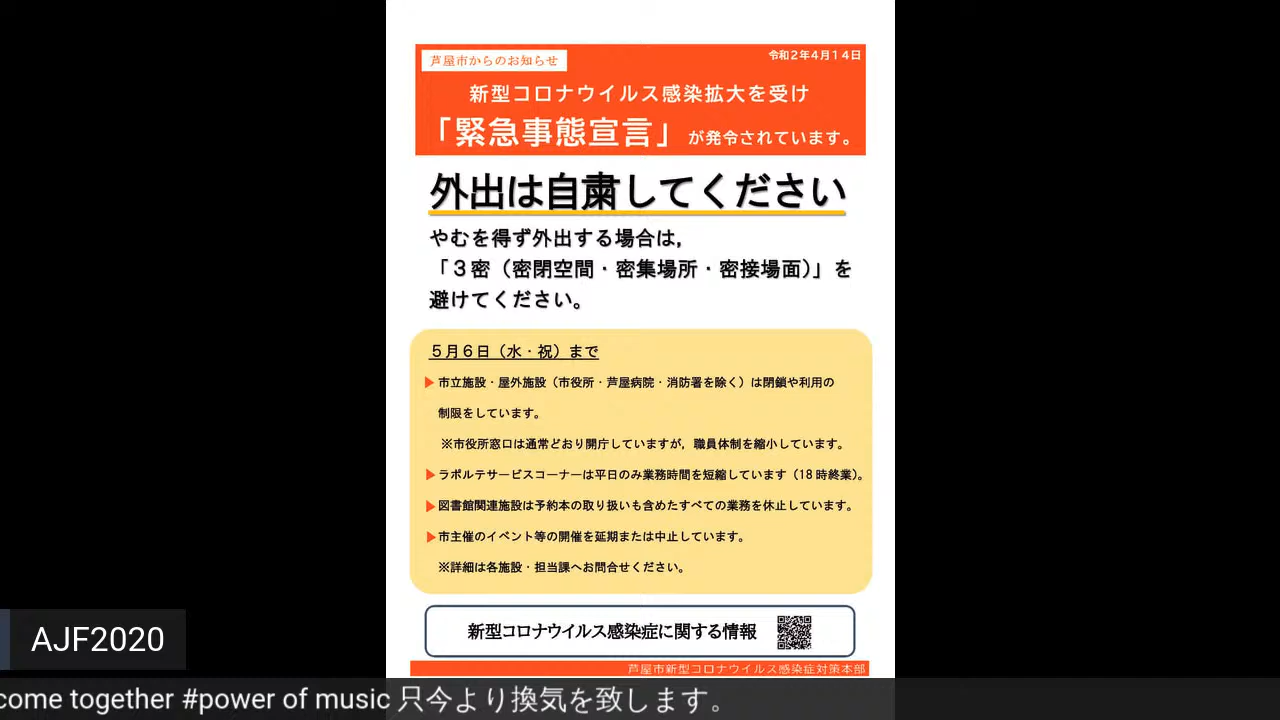 芦屋市からのお知らせ
令和2年4月14日
新型コロナウイルス感染拡大を受け
「緊急事態宣言」が発令されています。
外出は自粛してください
やむを得ず外出する場合は，
「３密（密閉空間・密集場所・密接場面）」を
避けてください。
５月６日（水・祝）まで
▶市立施設・屋外施設（市役所・芦屋病院・消防署を除く）は閉鎖や利用の
制限をしています。
※市役所窓口は通常どおり開庁していますが，職員体制を縮小しています。
▶ラポルテサービスコーナーは平日のみ業務時間を短縮しています（18時終業）。
▶図書館関連施設は予約本の取り扱いも含めたすべての業務を休止しています。
▶市主催のイベント等の開催を延期または中止しています。
※詳細は各施設・担当課へお問合せください。
新型コロナウイルス感染症に関する情報
芦屋市新型コロナウイルス感染症対策本部
AJF2020
come together #power of music 只今より換気を致します。